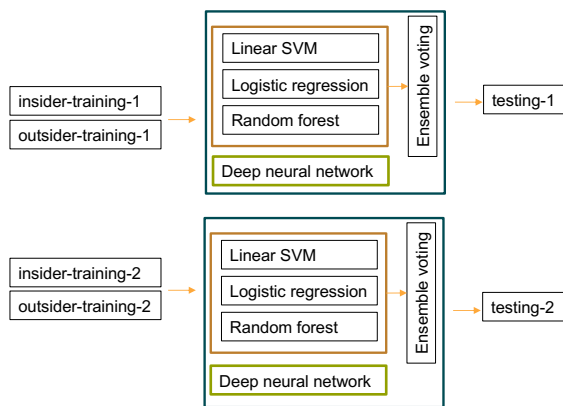 insider-training-1
outsider-training-1
Linear SVM
Logistic regression
Random forest
Deep neural network
Ensemble voting
testing-1
insider-training-2
outsider-training-2
Linear SVM
Logistic regression
Random forest
Deep neural network
Ensemble voting
testing-2